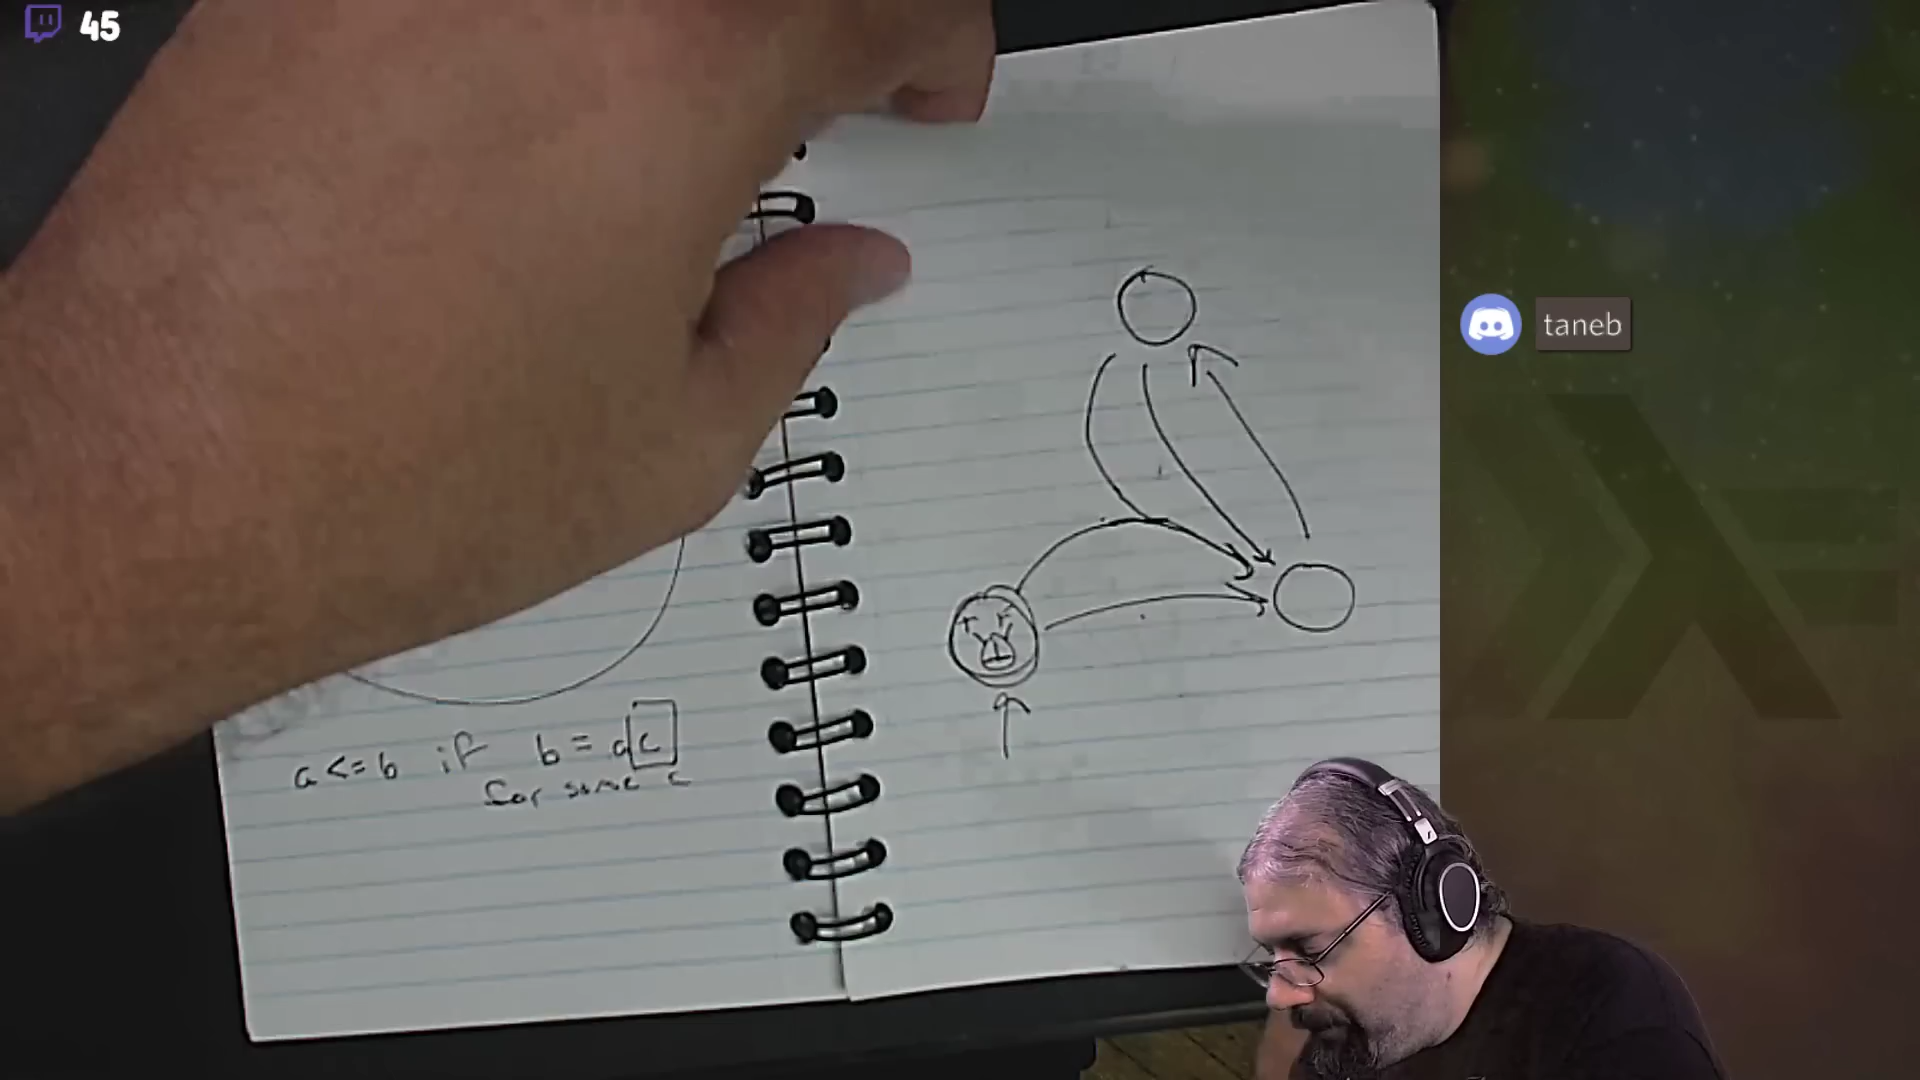 45
taneb
a <= b if b = ac
for some c